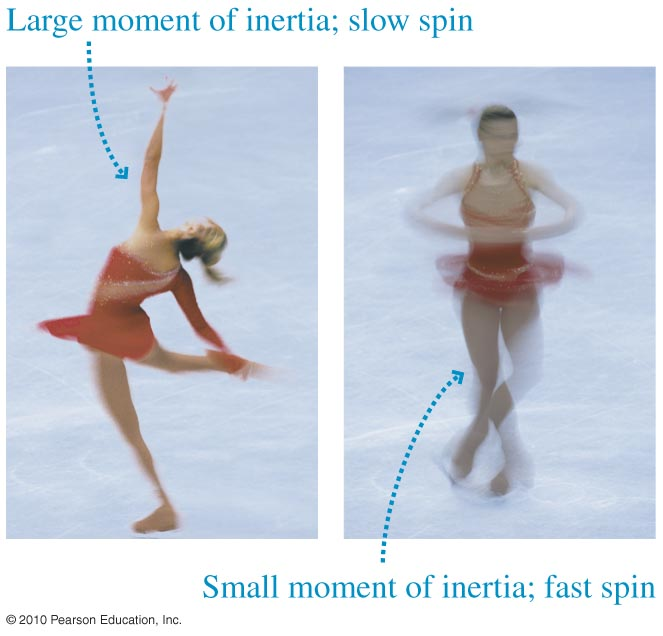 Large moment of inertia; slow spin
Small moment of inertia; fast spin
© 2010 Pearson Education, Inc.